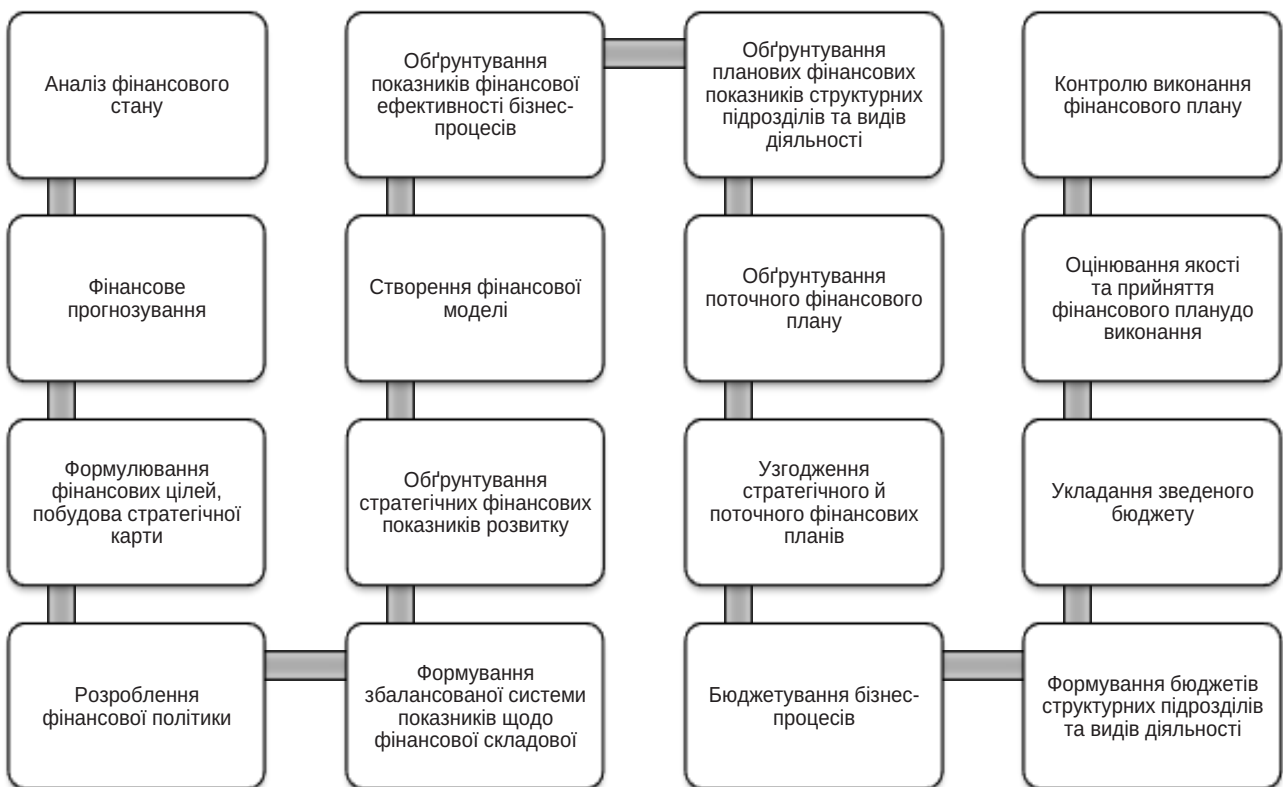 Аналіз фінансового
стану
Фінансове
прогнозування
Формулювання
фінансових цілей,
побудова стратегічної
карти
Розроблення
фінансової політики
Формування
збалансованої системи
показників щодо
фінансової складової
Обґрунтування
стратегічних фінансових
показників розвитку
Створення фінансової
моделі
Обґрунтування
показників фінансової
ефективності бізнес-
процесів
Обґрунтування
планових фінансових
показників структурних
підрозділів та видів
діяльності
Обґрунтування
поточного фінансового
плану
Узгодження
стратегічного й
поточного фінансових
планів
Бюджетування бізнес-
процесів
Формування бюджетів
структурних підрозділів
та видів діяльності
Укладання зведеного
бюджету
Оцінювання якості
та прийняття
фінансового плануdо
виконання
Контролю виконання
фінансового плану